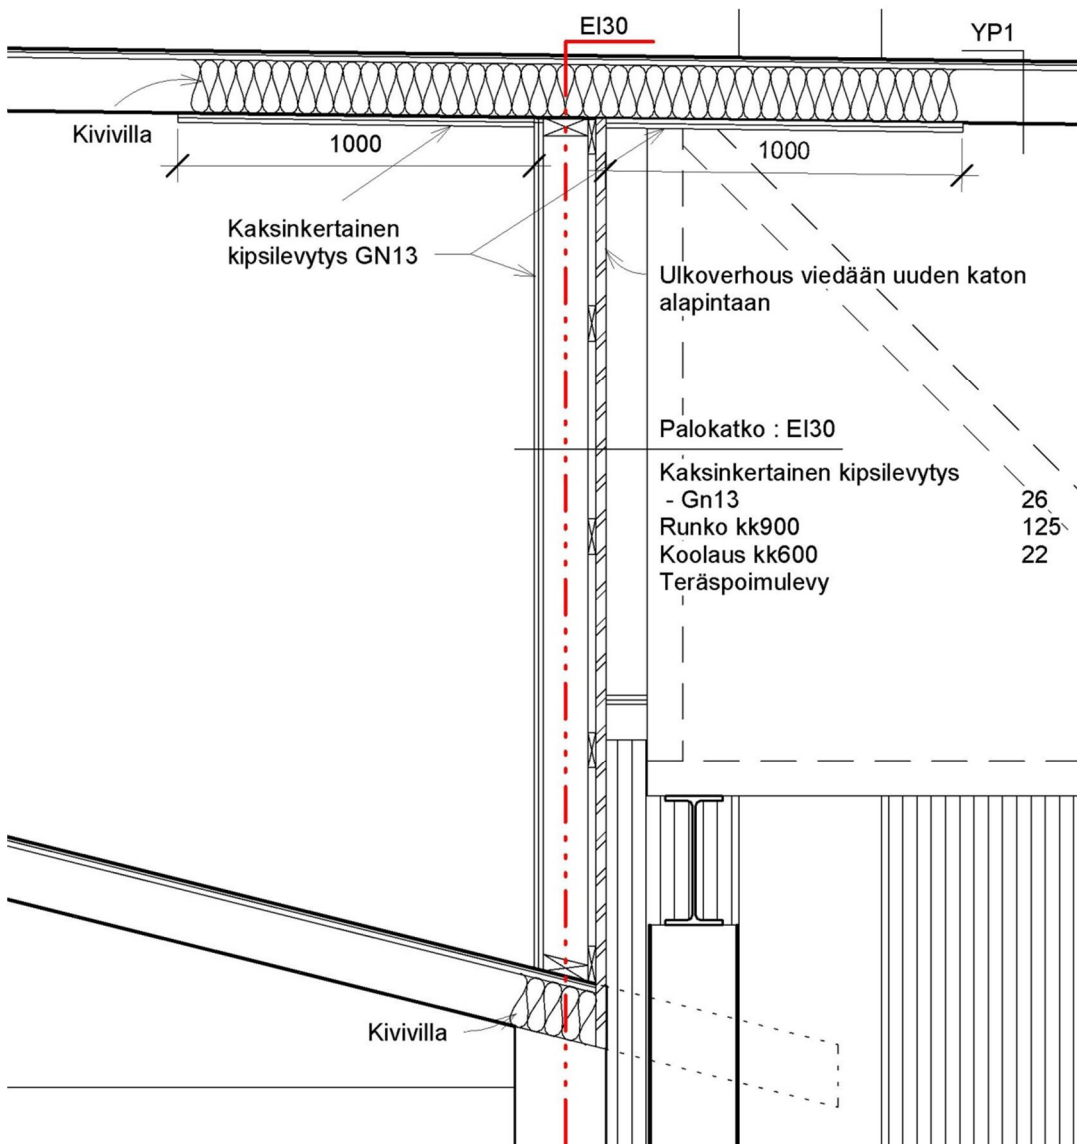 EI30
YP1
Kivivilla
1000
1000
Kaksinkertainen
kipsilevytys GN13
Ulkoverhous viedään uuden katon
alapintaan
Palokatko : EI30
Kaksinkertainen kipsilevytys
- Gn13 26
Runko kk900 125
Koolaus kk600 22
Teräspoimulevy
Kivivilla